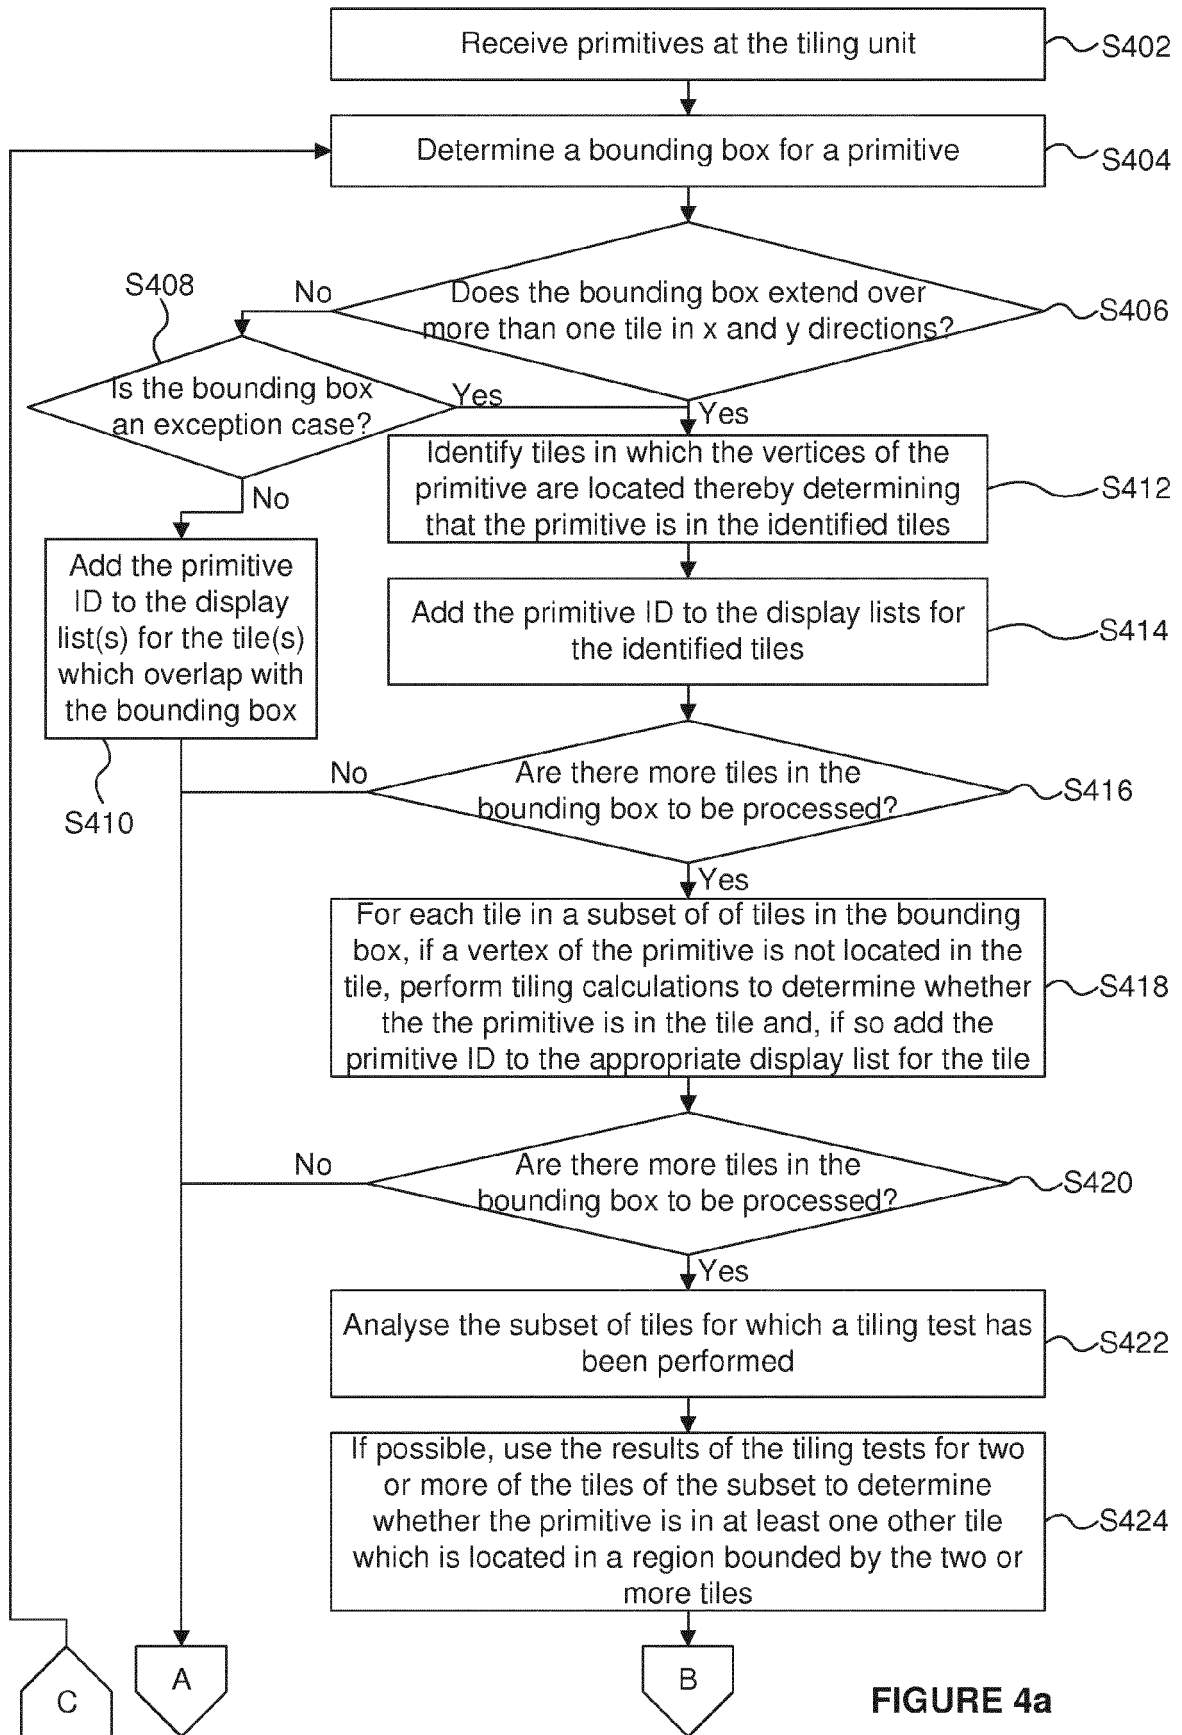 Receive primitives at the tiling unit
S402
Determine a bounding box for a primitive
S404
S408
No
Does the bounding box extend over
more than one tile in x and y directions?
S406
Is the bounding box
an exception case?
Yes
Yes
No
Identify tiles in which the vertices of the
primitive are located thereby determining
that the primitive is in the identified tiles
S412
Add the primitive
ID to the display
list(s) for the tile(s)
which overlap with
the bounding box
S410
Add the primitive ID to the display lists for
the identified tiles
S414
No
Are there more tiles in the
bounding box to be processed?
S416
Yes
For each tile in a subset of of tiles in the bounding
box, if a vertex of the primitive is not located in the
tile, perform tiling calculations to determine whether
the the primitive is in the tile and, if so add the
primitive ID to the appropriate display list for the tile
S418
No
Are there more tiles in the
bounding box to be processed?
S420
Yes
Analyse the subset of tiles for which a tiling test has
been performed
S422
If possible, use the results of the tiling tests for two
or more of the tiles of the subset to determine
whether the primitive is in at least one other tile
which is located in a region bounded by the two or
more tiles
S424
C
A
B
FIGURE 4a